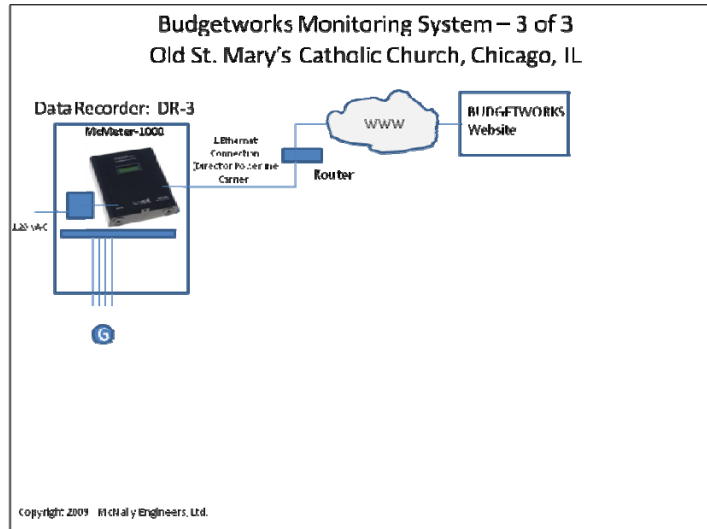 Budgetworks Monitoring System – 3 of 3
Old St. Mary's Catholic Church, Chicago, IL
Data Recorder: DR-3
McMeter-1000
Ethernet
Connection
Carrier
Router
WWW
BUDGETWORKS
Website
120 VAC
G
Copyright 2009 McNally Engineers, Ltd.